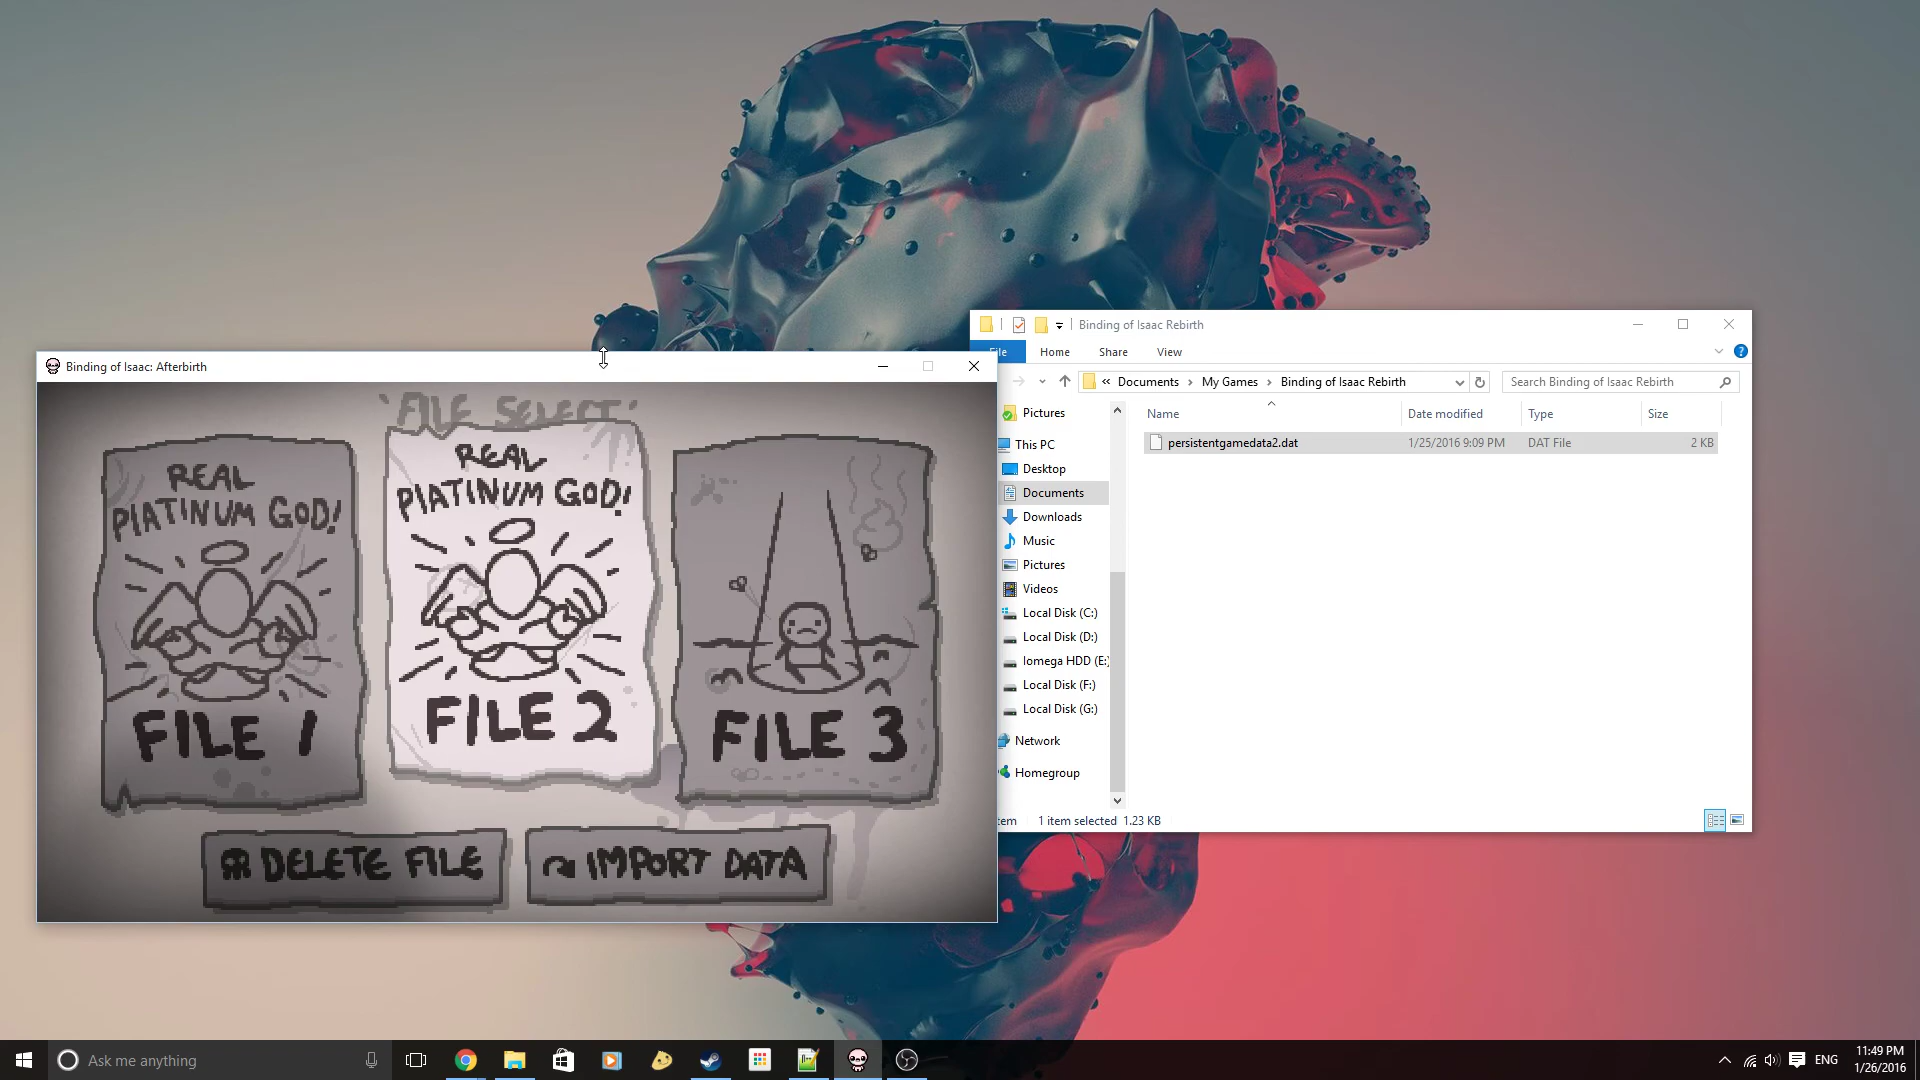 Binding of Isaac: Afterbirth
FILE SELECT
REAL
PLATINUM GOD!
FILE 1
REAL
PLATINUM GOD!
FILE 2
FILE 3
DELETE FILE
IMPORT DATA
Binding of Isaac Rebirth
File Home Share View
« Documents My Games Binding of Isaac Rebirth
Search Binding of Isaac Rebirth
Pictures
This PC
Desktop
Documents
Downloads
Music
Pictures
Videos
Local Disk (C:)
Local Disk (D:)
Iomega HDD (E:)
Local Disk (F:)
Local Disk (G:)
Network
Homegroup
Name Date modified Type Size
persistentgamedata2.dat 1/25/2016 9:09 PM DAT File 2 KB
1 item selected 1.23 KB
Ask me anything
ENG
11:49 PM
1/26/2016